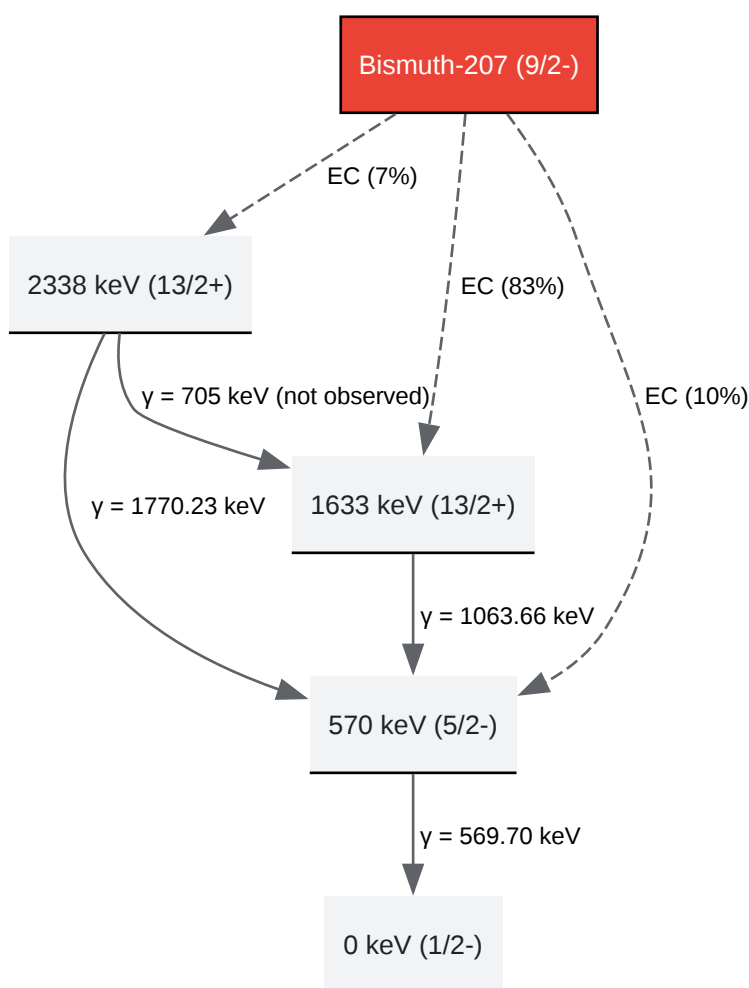 Bismuth-207 (9/2-)
EC (7%)
2338 keV (13/2+)
EC (83%)
γ = 705 keV (not observed)
EC (10%)
1633 keV (13/2+)
γ = 1770.23 keV
γ = 1063.66 keV
570 keV (5/2-)
γ = 569.70 keV
0 keV (1/2-)